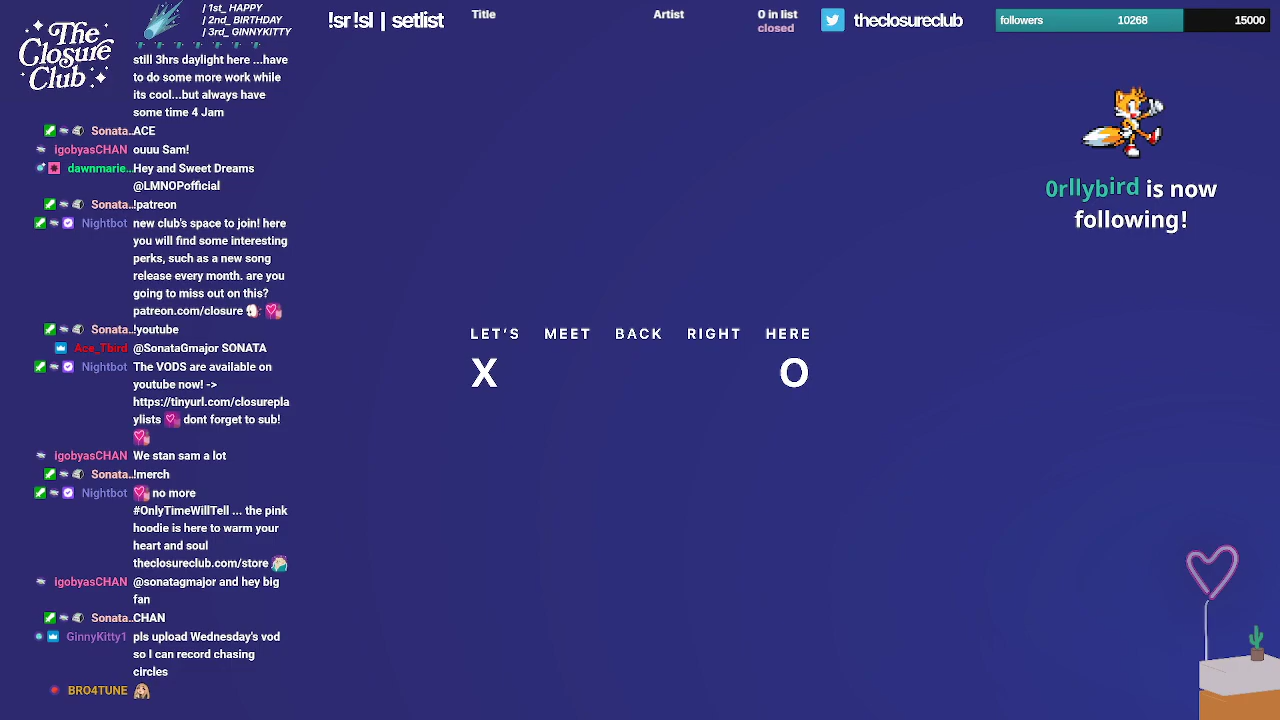 The
Closure
Club
| 1st_ HAPPY
| 2nd_ BIRTHDAY
| 3rd_ GINNYKITTY
!sr !sl | setlist
Title
Artist
0 in list
closed
theclosureclub
followers 10268 15000
still 3hrs daylight here ...have
to do some more work while
its cool...but always have
some time 4 Jam
Sonata.. ACE
igobyasCHAN ouuu Sam!
dawnmarie... Hey and Sweet Dreams
@LMNOPofficial
Sonata.. !patreon
Nightbot new club's space to join! here
you will find some interesting
perks, such as a new song
release every month. are you
going to miss out on this?
patreon.com/closure
Sonata.. !youtube
Ace_Tbird @SonataGmajor SONATA
Nightbot The VODS are available on
youtube now! ->
https://tinyurl.com/closurepla
ylists dont forget to sub!
igobyasCHAN We stan sam a lot
Sonata.. !merch
Nightbot no more
#OnlyTimeWillTell ... the pink
hoodie is here to warm your
heart and soul
theclosureclub.com/store
igobyasCHAN @sonatagmajor and hey big
fan
Sonata.. CHAN
GinnyKitty1 pls upload Wednesday's vod
so I can record chasing
circles
BRO4TUNE
LET'S MEET BACK RIGHT HERE
X O
0rllybird is now
following!